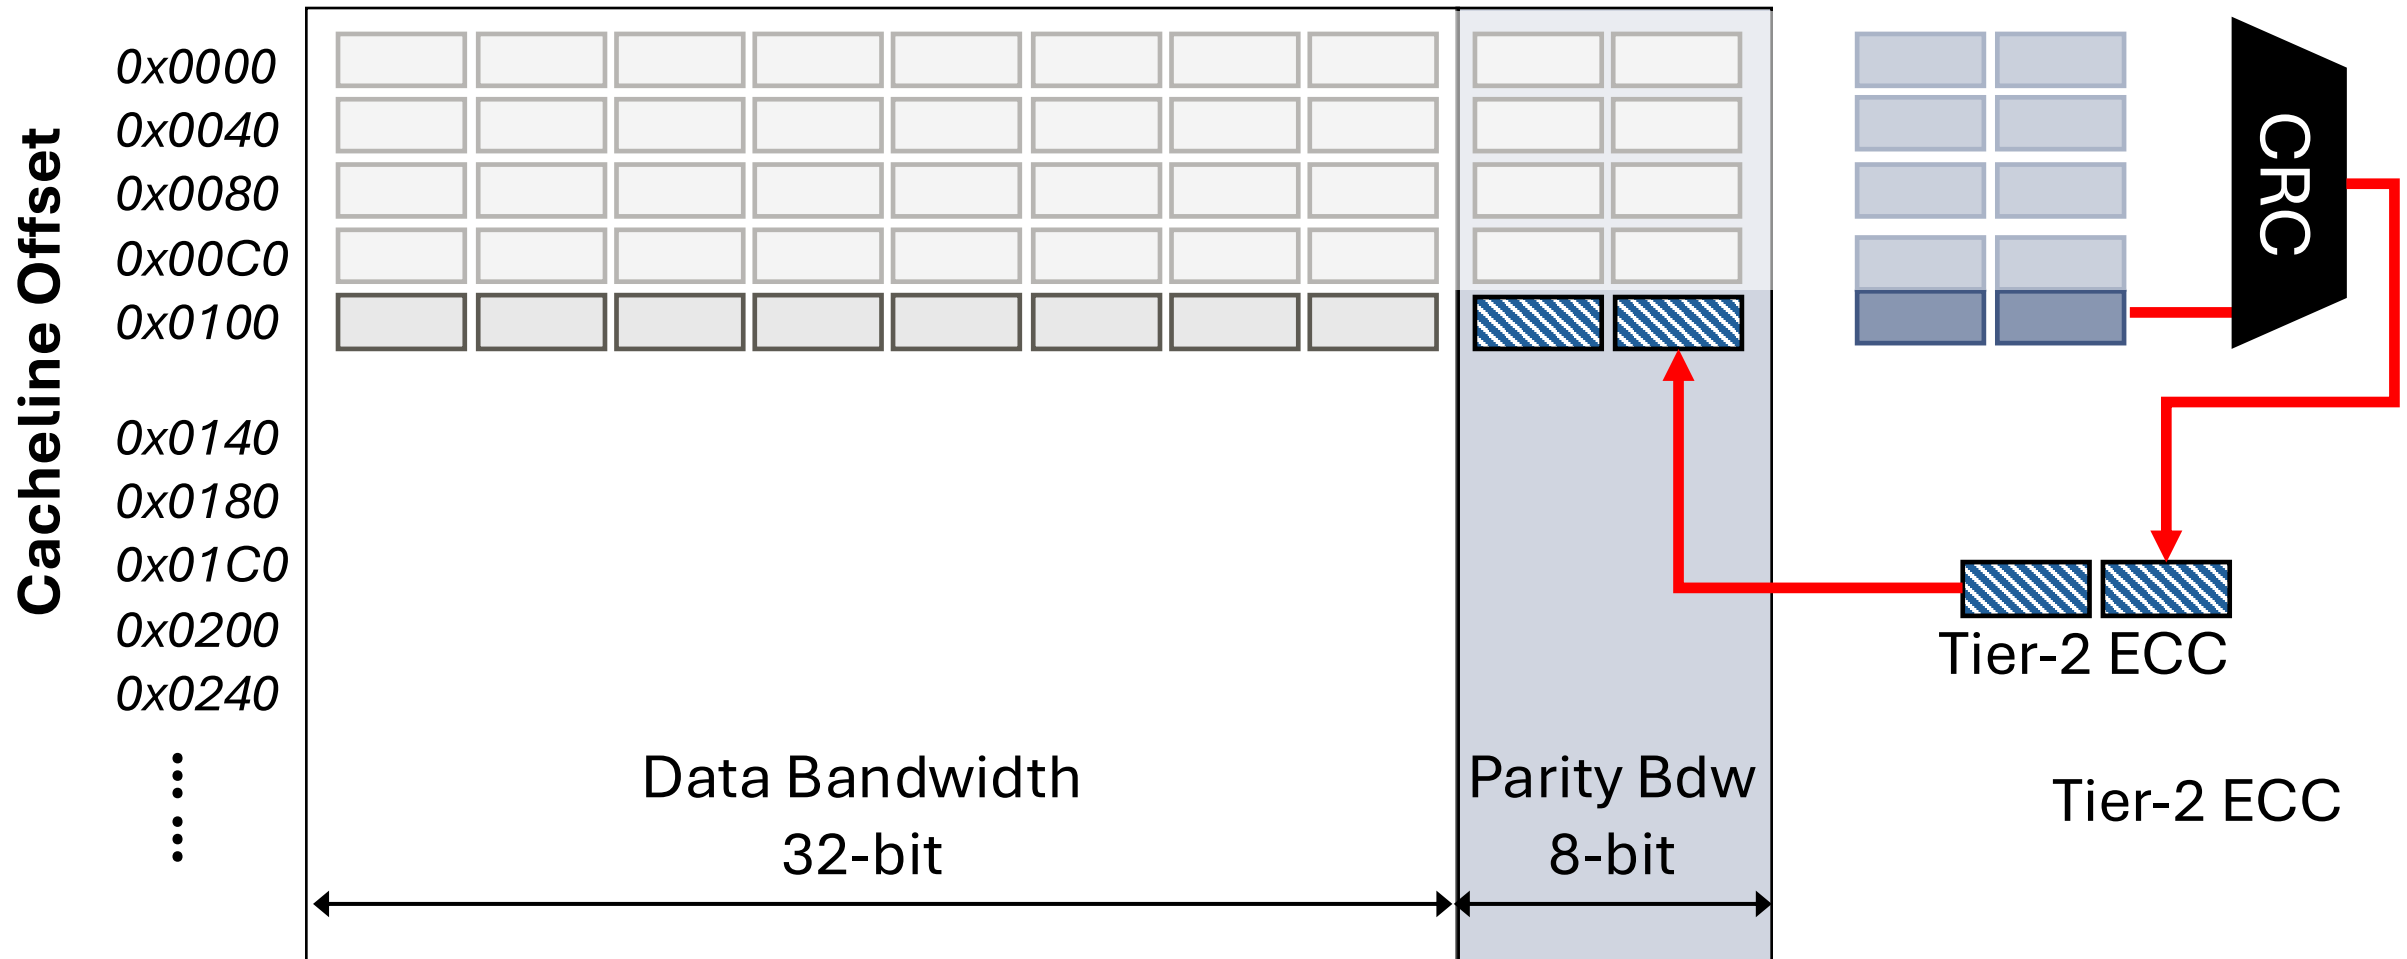 Cacheline Offset
0x0000
0x0040
0x0080
0x00C0
0x0100
0x0140
0x0180
0x01C0
0x0200
0x0240
Data Bandwidth
32-bit
Parity Bdw
8-bit
CRC
Tier-2 ECC
Tier-2 ECC